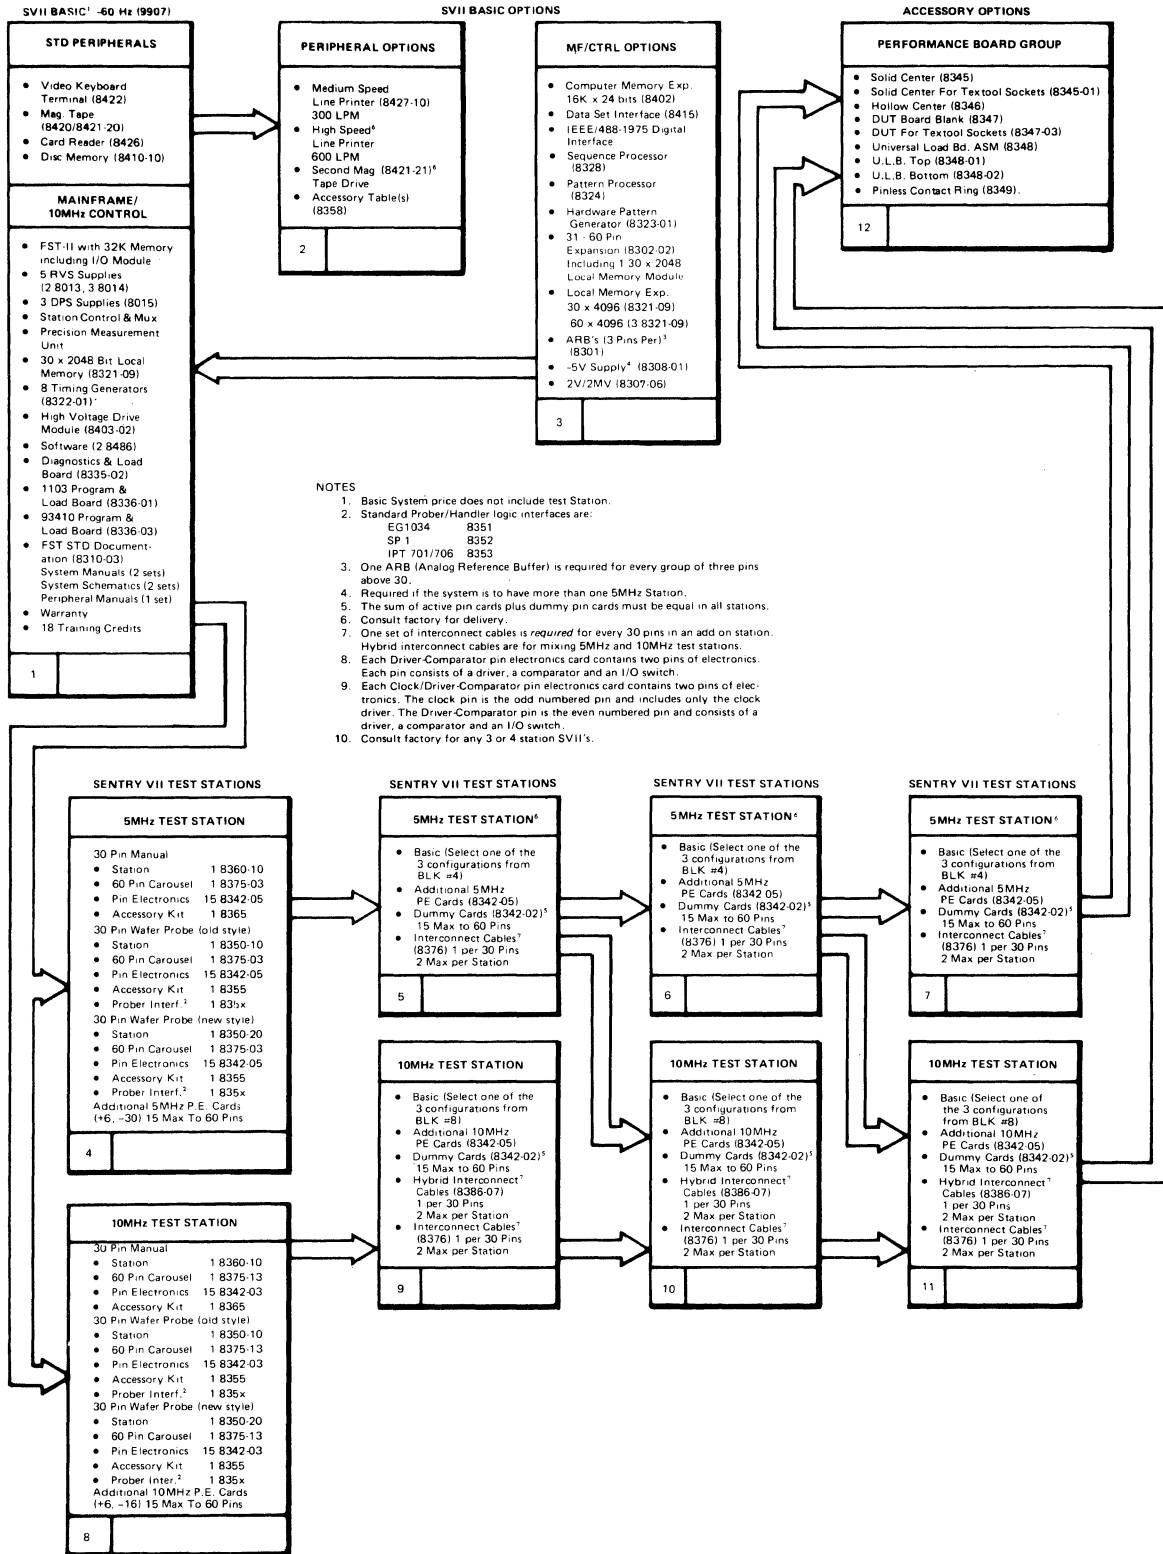 SVII BASIC¹ -60 Hz (9907)
STD PERIPHERALS
• Video Keyboard
Terminal (8422)
• Mag. Tape
(8420/8421-20)
• Card Reader (8426)
• Disc Memory (8410-10)
MAINFRAME/
10MHz CONTROL
• FST-II with 32K Memory
including I/O Module
• 5 RVS Supplies
(2 8013, 3 8014)
• 3 DPS Supplies (8015)
• Station Control & Mux
• Precision Measurement
Unit
• 30 x 2048 Bit Local
Memory (8321-09)
• 8 Timing Generators
(8322-01)
• High Voltage Drive
Module (8403-02)
• Software (2 8486)
• Diagnostics & Load
Board (8335-02)
• 1103 Program &
Load Board (8336-01)
• 93410 Program &
Load Board (8336-03)
• FST STD Document-
ation (8310-03)
System Manuals (2 sets)
System Schematics (2 sets)
Peripheral Manuals (1 set)
• Warranty
• 18 Training Credits
1
SVII BASIC OPTIONS
PERIPHERAL OPTIONS
• Medium Speed
Line Printer (8427-10)
300 LPM
• High Speed⁶
Line Printer
600 LPM
• Second Mag (8421-21)⁶
Tape Drive
• Accessory Table(s)
(8358)
2
MF/CTRL OPTIONS
• Computer Memory Exp.
16K x 24 bits (8402)
• Data Set Interface (8415)
• IEEE/488-1975 Digital
Interface
• Sequence Processor
(8328)
• Pattern Processor
(8324)
• Hardware Pattern
Generator (8323-01)
• 31 - 60 Pin
Expansion (8302-02)
Including 1 30 x 2048
Local Memory Module
• Local Memory Exp.
30 x 4096 (8321-09)
60 x 4096 (3 8321-09)
• ARB's (3 Pins Per)³
(8301)
• -5V Supply⁴ (8308-01)
• 2V/2MV (8307-06)
3
ACCESSORY OPTIONS
PERFORMANCE BOARD GROUP
• Solid Center (8345)
• Solid Center For Textool Sockets (8345-01)
• Hollow Center (8346)
• DUT Board Blank (8347)
• DUT For Textool Sockets (8347-03)
• Universal Load Bd. ASM (8348)
• U.L.B. Top (8348-01)
• U.L.B. Bottom (8348-02)
• Pinless Contact Ring (8349).
12
NOTES
1. Basic System price does not include test Station.
2. Standard Prober/Handler logic interfaces are:
EG1034 8351
SP 1 8352
IPT 701/706 8353
3. One ARB (Analog Reference Buffer) is required for every group of three pins
above 30.
4. Required if the system is to have more than one 5MHz Station.
5. The sum of active pin cards plus dummy pin cards must be equal in all stations.
6. Consult factory for delivery.
7. One set of interconnect cables is required for every 30 pins in an add on station.
Hybrid interconnect cables are for mixing 5MHz and 10MHz test stations.
8. Each Driver-Comparator pin electronics card contains two pins of electronics.
Each pin consists of a driver, a comparator and an I/O switch.
9. Each Clock/Driver-Comparator pin electronics card contains two pins of elec-
tronics. The clock pin is the odd numbered pin and includes only the clock
driver. The Driver-Comparator pin is the even numbered pin and consists of a
driver, a comparator and an I/O switch.
10. Consult factory for any 3 or 4 station SVII's.
SENTRY VII TEST STATIONS
5MHz TEST STATION
30 Pin Manual
• Station 1 8360-10
• 60 Pin Carousel 1 8375-03
• Pin Electronics 15 8342-05
• Accessory Kit 1 8365
30 Pin Wafer Probe (old style)
• Station 1 8350-10
• 60 Pin Carousel 1 8375-03
• Pin Electronics 15 8342-05
• Accessory Kit 1 8355
• Prober Interf.² 1 835x
30 Pin Wafer Probe (new style)
• Station 1 8350-20
• 60 Pin Carousel 1 8375-03
• Pin Electronics 15 8342-05
• Accessory Kit 1 8355
• Prober Interf.² 1 835x
Additional 5MHz P.E. Cards
(+6, -30) 15 Max To 60 Pins
4
SENTRY VII TEST STATIONS
5MHz TEST STATION⁶
• Basic (Select one of the
3 configurations from
BLK #4)
• Additional 5MHz
PE Cards (8342-05)
• Dummy Cards (8342-02)⁵
15 Max to 60 Pins
• Interconnect Cables⁷
(8376) 1 per 30 Pins
2 Max per Station
5
SENTRY VII TEST STATIONS
5MHz TEST STATION⁶
• Basic (Select one of the
3 configurations from
BLK #4)
• Additional 5MHz
PE Cards (8342 05)
• Dummy Cards (8342-02)⁵
15 Max to 60 Pins
• Interconnect Cables⁷
(8376) 1 per 30 Pins
2 Max per Station
6
SENTRY VII TEST STATIONS
5MHz TEST STATION⁶
• Basic (Select one of the
3 configurations from
BLK #4)
• Additional 5MHz
PE Cards (8342-05)
• Dummy Cards (8342-02)⁵
15 Max to 60 Pins
• Interconnect Cables⁷
(8376) 1 per 30 Pins
2 Max per Station
7
10MHz TEST STATION
30 Pin Manual
• Station 1 8360-10
• 60 Pin Carousel 1 8375-13
• Pin Electronics 15 8342-03
• Accessory Kit 1 8365
30 Pin Wafer Probe (old style)
• Station 1 8350-10
• 60 Pin Carousel 1 8375-13
• Pin Electronics 15 8342-03
• Accessory Kit 1 8355
• Prober Interf.² 1 835x
30 Pin Wafer Probe (new style)
• Station 1 8350-20
• 60 Pin Carousel 1 8375-13
• Pin Electronics 15 8342-03
• Accessory Kit 1 8355
• Prober Inter.² 1 835x
Additional 10MHz P.E. Cards
(+6, -16) 15 Max To 60 Pins
8
10MHz TEST STATION
• Basic (Select one of the
3 configurations from
BLK #8)
• Additional 10MHz
PE Cards (8342-05)
• Dummy Cards (8342-02)⁵
15 Max to 60 Pins
• Hybrid Interconnect⁷
Cables (8386-07)
1 per 30 Pins
2 Max per Station
• Interconnect Cables⁷
(8376) 1 per 30 Pins
2 Max per Station
9
10MHz TEST STATION
• Basic (Select one of the
3 configurations from
BLK #8)
• Additional 10MHz
PE Cards (8342-05)
• Dummy Cards (8342-02)⁵
15 Max to 60 Pins
• Hybrid Interconnect⁷
Cables (8386-07)
1 per 30 Pins
2 Max per Station
• Interconnect Cables⁷
(8376) 1 per 30 Pins
2 Max per Station
10
10MHz TEST STATION
• Basic (Select one of
the 3 configurations
from BLK #8)
• Additional 10MHz
PE Cards (8342-05)
• Dummy Cards (8342-02)⁵
15 Max to 60 Pins
• Hybrid Interconnect⁷
Cables (8386-07)
1 per 30 Pins
2 Max per Station
• Interconnect Cables⁷
(8376) 1 per 30 Pins
2 Max per Station
11